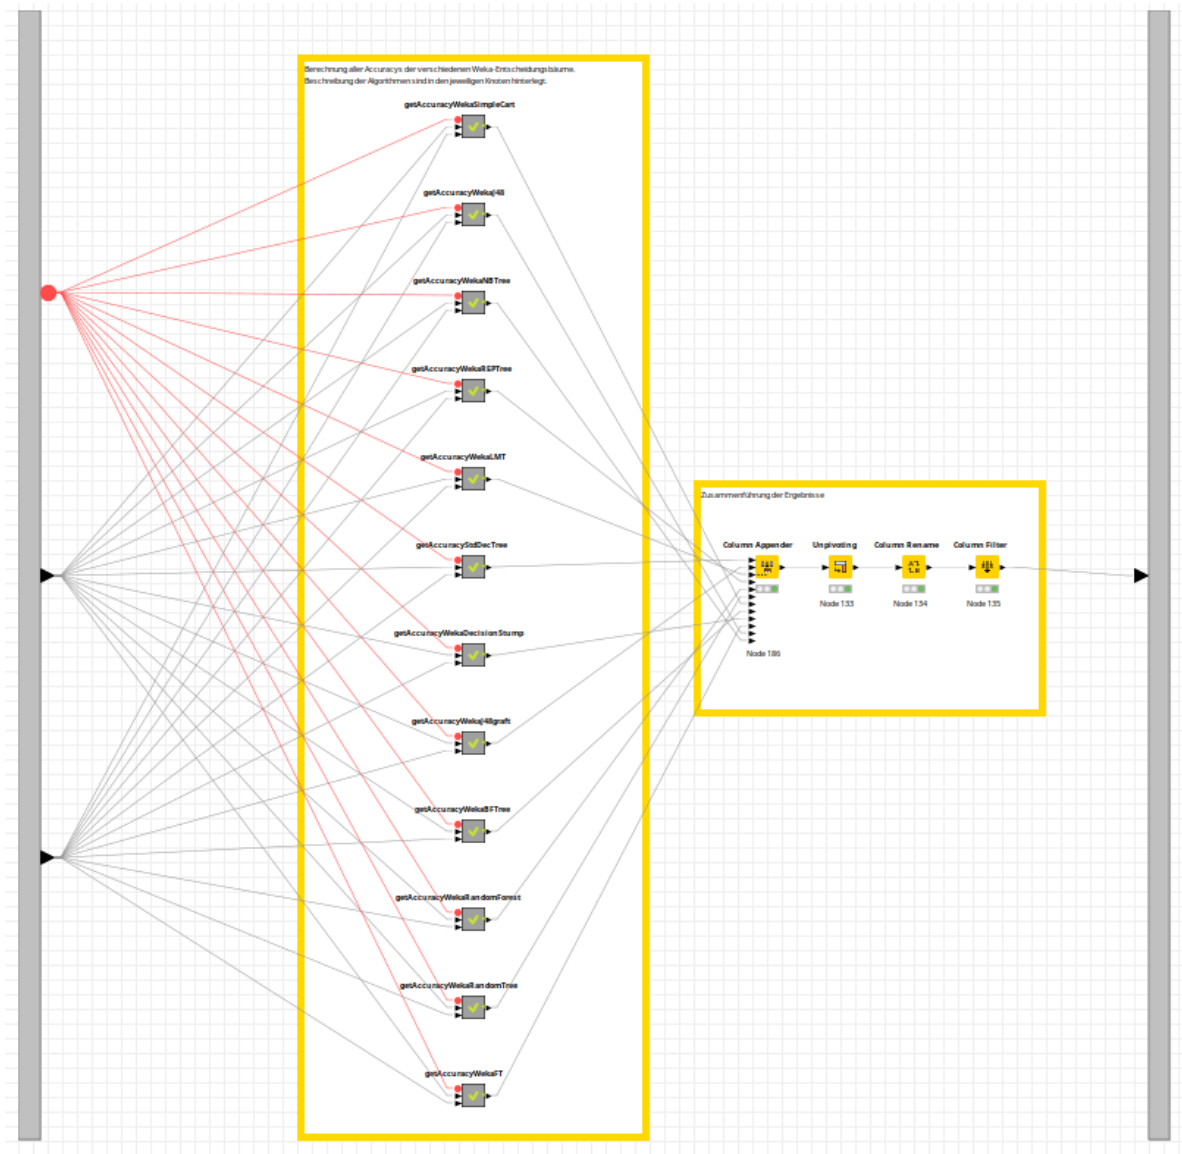 Berechnung aller Accuracys der verschiedenen Weka-Entscheidungsbäume.
Beschreibung der Algorithmen sind in den jeweiligen Knoten hinterlegt.
getAccuracyWekaSimpleCart
getAccuracyWekaJ48
getAccuracyWekaNBTree
getAccuracyWekaREPTree
getAccuracyWekaLMT
getAccuracyStdDecTree
getAccuracyWekaDecisionStump
getAccuracyWekaJ48graft
getAccuracyWekaBFTree
getAccuracyWekaRandomForest
getAccuracyWekaRandomTree
getAccuracyWekaFT
Zusammenführung der Ergebnisse
Column Appender
Unpivoting
Column Rename
Column Filter
Node 186
Node 133
Node 134
Node 135